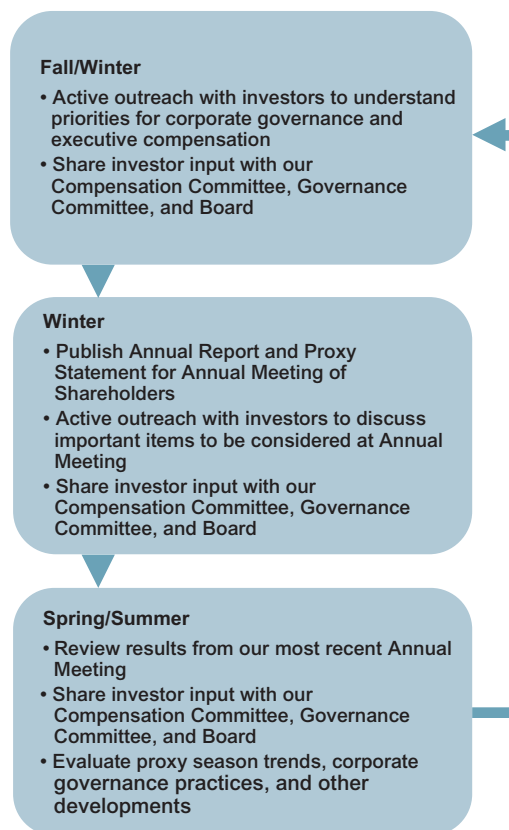 Fall/Winter
• Active outreach with investors to understand
priorities for corporate governance and
executive compensation
• Share investor input with our
Compensation Committee, Governance
Committee, and Board
Winter
• Publish Annual Report and Proxy
Statement for Annual Meeting of
Shareholders
• Active outreach with investors to discuss
important items to be considered at Annual
Meeting
• Share investor input with our
Compensation Committee, Governance
Committee, and Board
Spring/Summer
• Review results from our most recent Annual
Meeting
• Share investor input with our
Compensation Committee, Governance
Committee, and Board
• Evaluate proxy season trends, corporate
governance practices, and other
developments